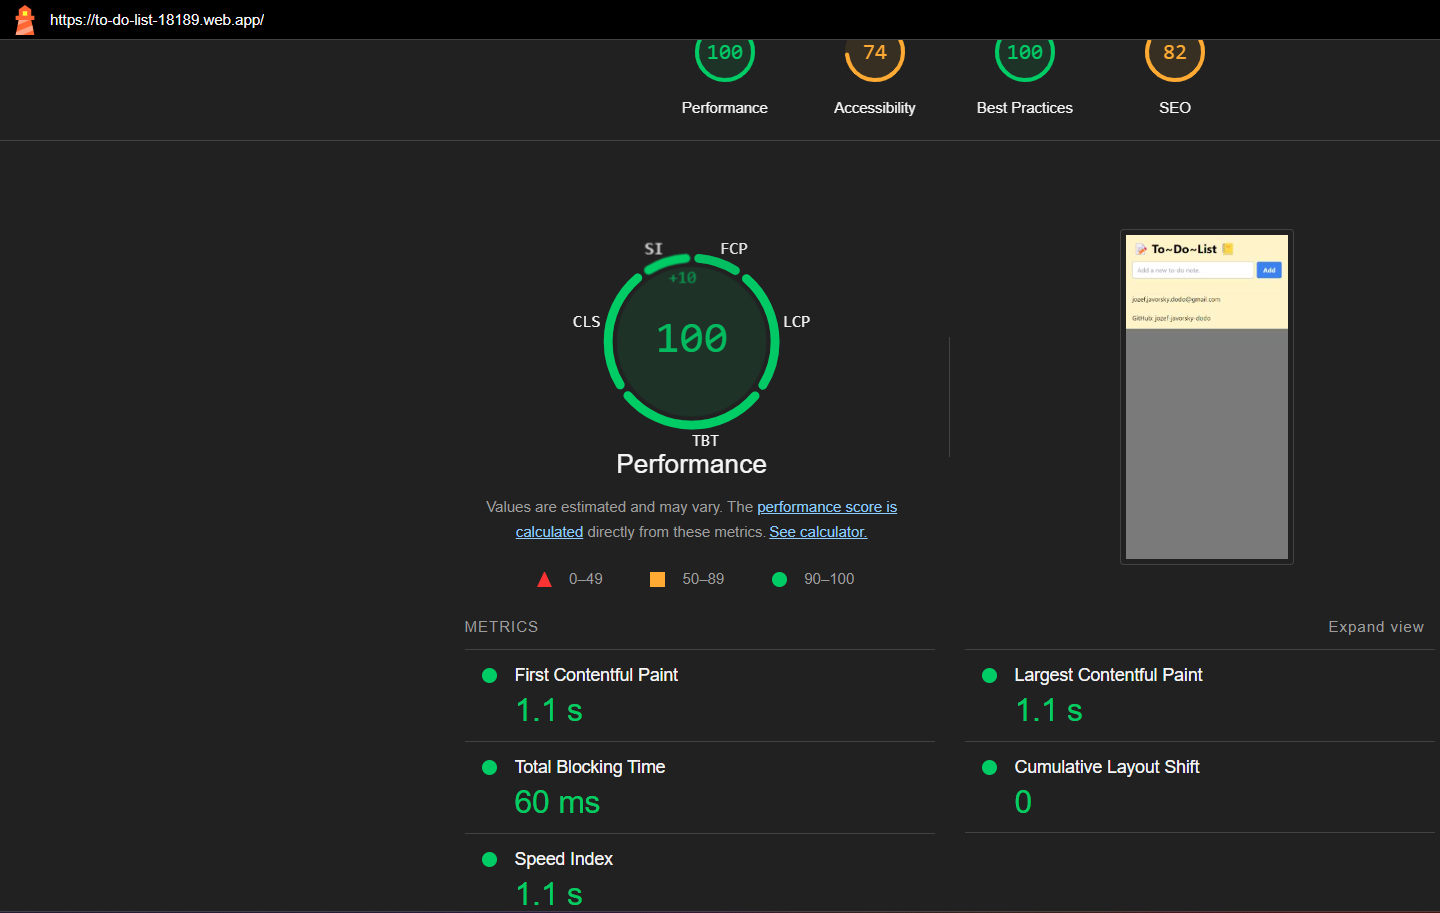 https://to-do-list-18189.web.app/
100
74
100
82
Performance
Accessibility
Best Practices
SEO
SI
FCP
+10
CLS
LCP
100
TBT
Performance
Values are estimated and may vary. The performance score is
calculated directly from these metrics. See calculator.
0–49
50–89
90–100
To~Do~List
Add a new to-do note
Add
jozef.javorsky.dodo@gmail.com
GitHub: jozef-javorsky-dodo
METRICS
Expand view
First Contentful Paint
1.1 s
Largest Contentful Paint
1.1 s
Total Blocking Time
60 ms
Cumulative Layout Shift
0
Speed Index
1.1 s